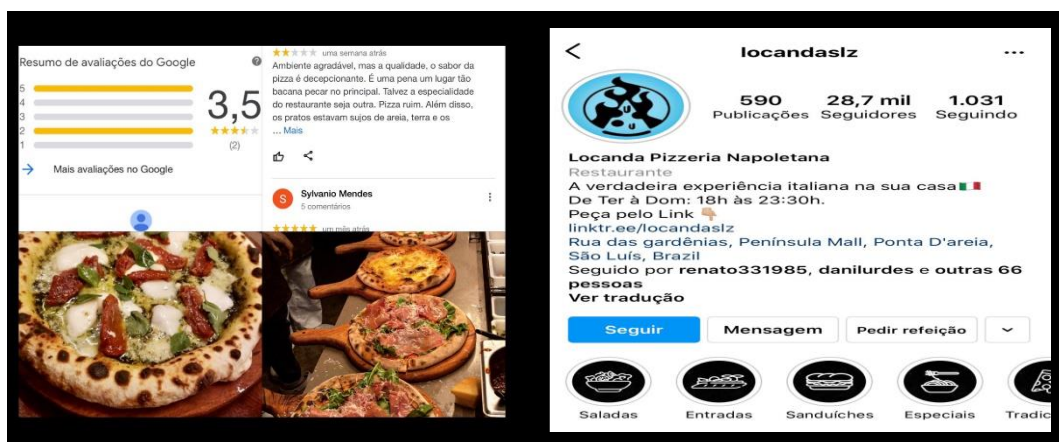 Resumo de avaliações do Google
5
4
3
2
1
3,5
(2)
Mais avaliações no Google
uma semana atrás
Ambiente agradável, mas a qualidade, o sabor da
pizza é decepcionante. É uma pena um lugar tão
bacana pecar no principal. Talvez a especialidade
do restaurante seja outra. Pizza ruim. Além disso,
os pratos estavam sujos de areia, terra e os
... Mais
S
Sylvanio Mendes
5 comentários
um mês atrás
locandaslz
590
28,7 mil
1.031
Publicações
Seguidores
Seguindo
Locanda Pizzeria Napoletana
Restaurante
A verdadeira experiência italiana na sua casa🇮🇹
De Ter à Dom: 18h às 23:30h.
Peça pelo Link 👇🏼
linktr.ee/locandaslz
Rua das gardênias, Península Mall, Ponta D'areia,
São Luís, Brazil
Seguido por renato331985, danilurdes e outras 66
pessoas
Ver tradução
Seguir
Mensagem
Pedir refeição
Saladas
Entradas
Sanduíches
Especiais
Tradic